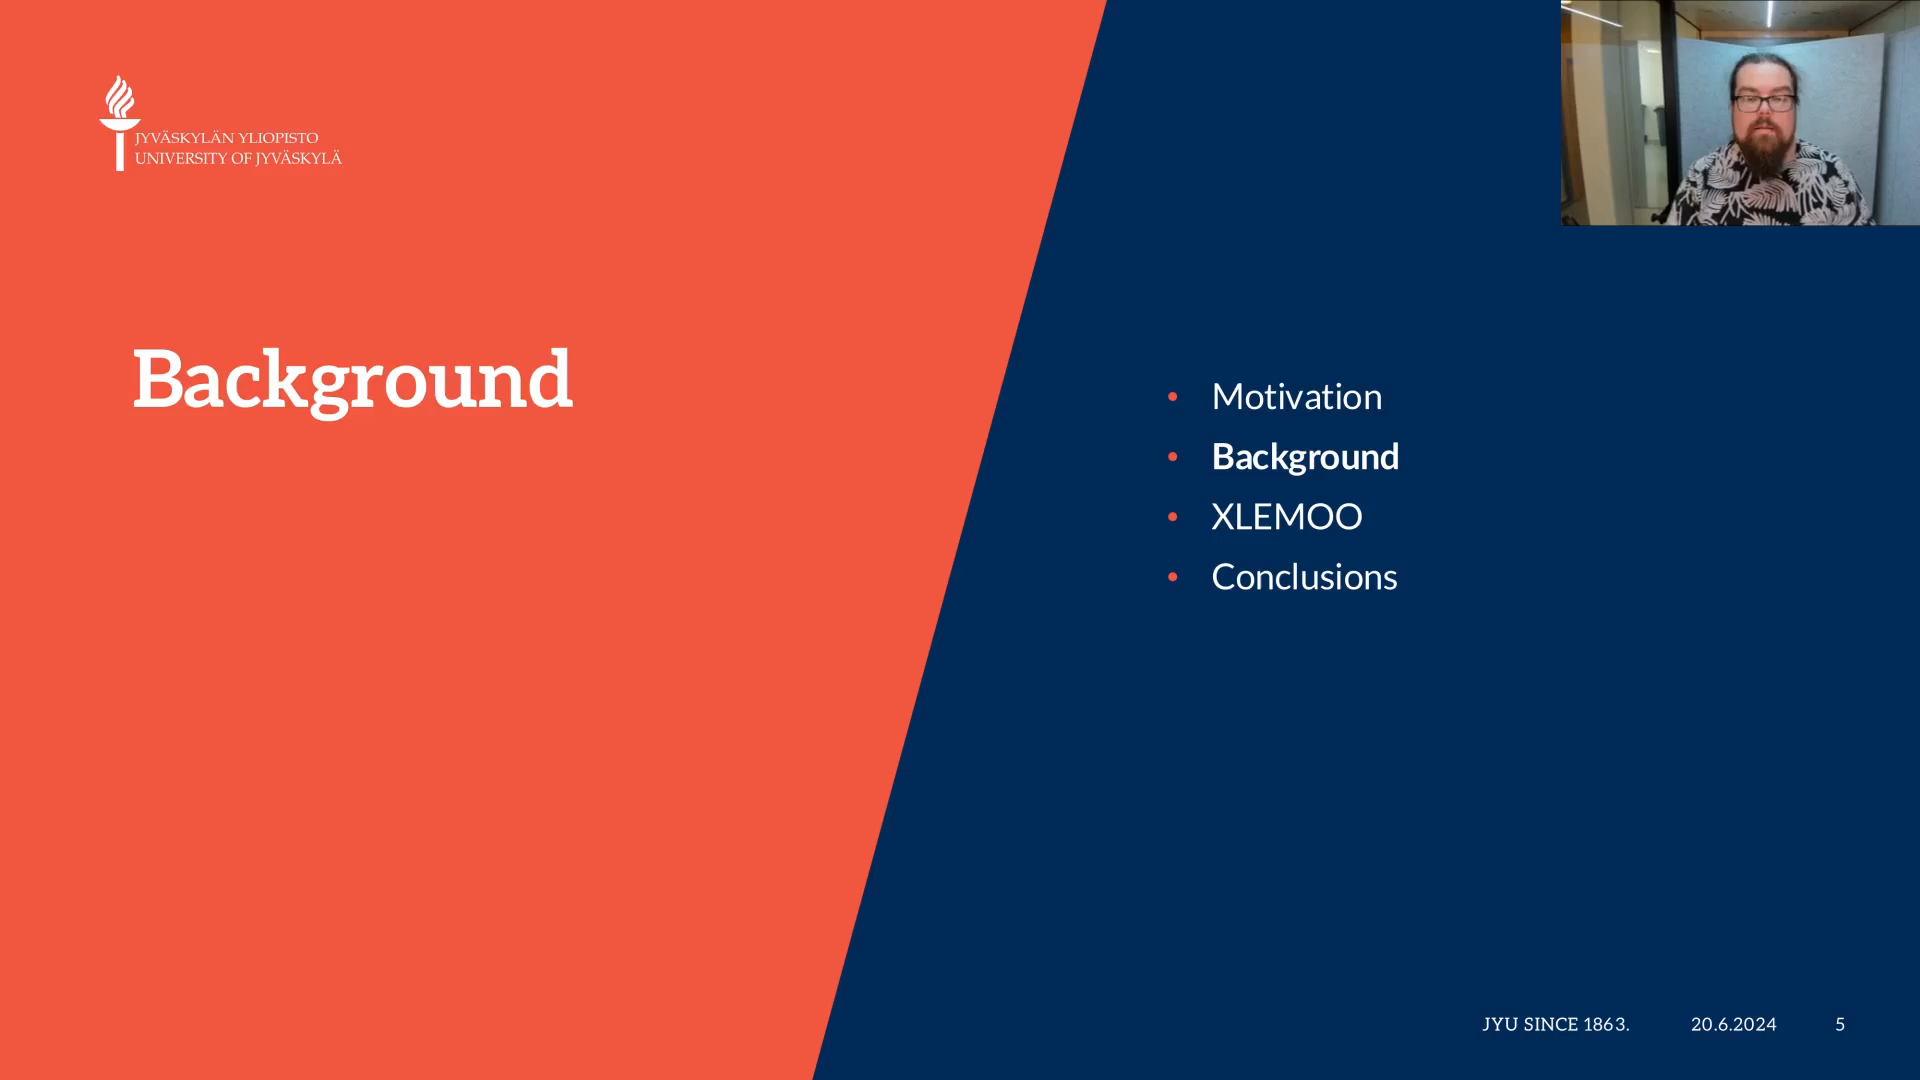 JYVÄSKYLÄN YLIOPISTO
UNIVERSITY OF JYVÄSKYLÄ
Background
• Motivation
• Background
• XLEMOO
• Conclusions
JYU SINCE 1863. 20.6.2024 5